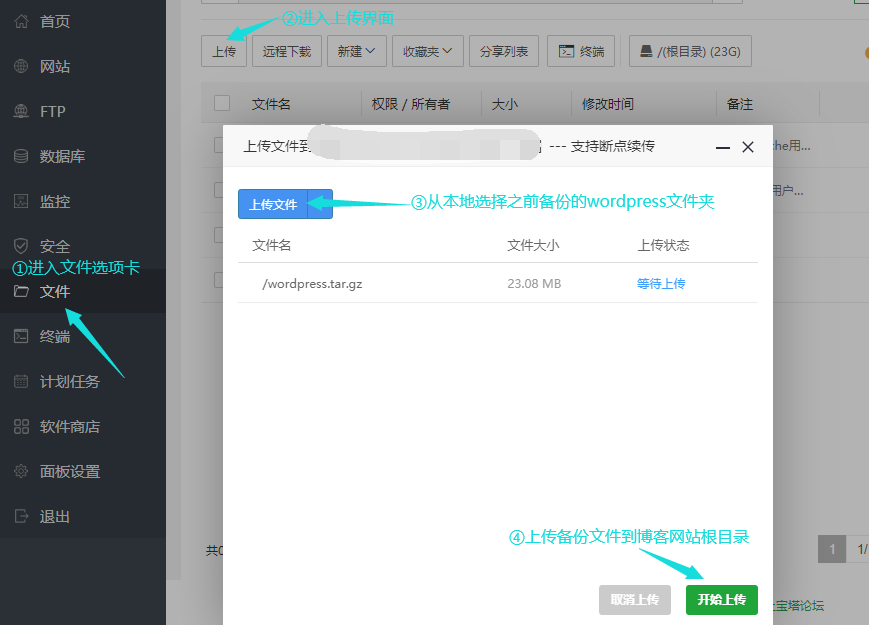 首页
网站
FTP
数据库
监控
安全
①进入文件选项卡
文件
终端
计划任务
软件商店
面板设置
退出
②进入上传界面
上传 远程下载 新建 收藏夹 分享列表 终端 /(根目录) (23G)
文件名 权限 / 所有者 大小 修改时间 备注
che用...
用户...
上传文件到 --- 支持断点续传
上传文件
③从本地选择之前备份的wordpress文件夹
文件名 文件大小 上传状态
/wordpress.tar.gz 23.08 MB 等待上传
④上传备份文件到博客网站根目录
取消上传 开始上传
共0
1 1/
宝塔论坛